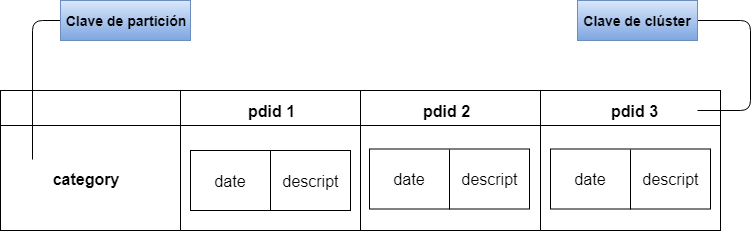 Clave de partición
Clave de clúster
pdid 1
pdid 2
pdid 3
category
date
descript
date
descript
date
descript